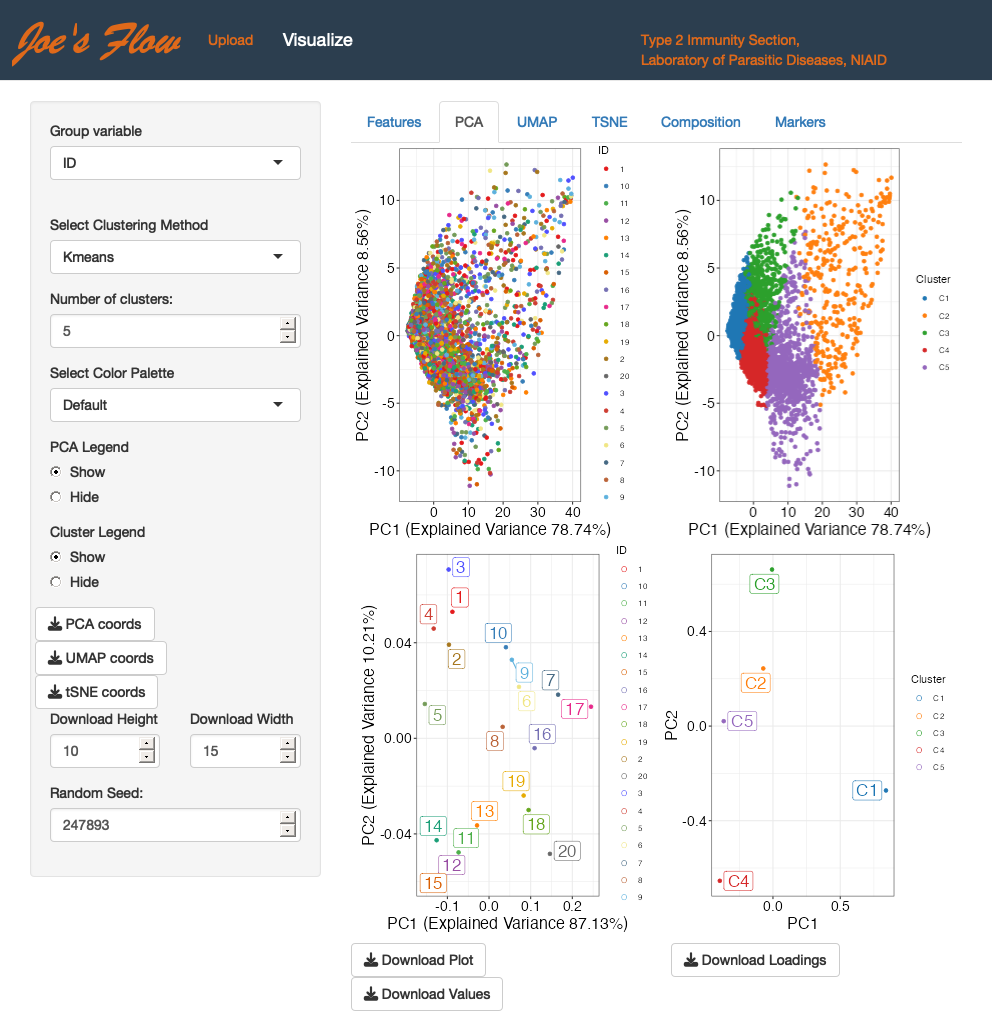 Joe's Flow
Upload
Visualize
Type 2 Immunity Section,
Laboratory of Parasitic Diseases, NIAID
Group variable
ID
Select Clustering Method
Kmeans
Number of clusters:
5
Select Color Palette
Default
PCA Legend
Show
Hide
Cluster Legend
Show
Hide
PCA coords
UMAP coords
tSNE coords
Download Height
Download Width
10
15
Random Seed:
247893
Features
PCA
UMAP
TSNE
Composition
Markers
PC2 (Explained Variance 8.56%)
10
5
0
-5
-10
0 10 20 30 40
PC1 (Explained Variance 78.74%)
ID
1
10
11
12
13
14
15
16
17
18
19
2
20
3
4
5
6
7
8
9
PC2 (Explained Variance 8.56%)
10
5
0
-5
-10
0 10 20 30 40
PC1 (Explained Variance 78.74%)
Cluster
C1
C2
C3
C4
C5
PC2 (Explained Variance 10.21%)
0.04
0.00
-0.04
3
1
4
10
2
9
7
6
5
17
16
8
19
13
14
18
11
20
12
15
-0.1 0.0 0.1 0.2
PC1 (Explained Variance 87.13%)
ID
1
10
11
12
13
14
15
16
17
18
19
2
20
3
4
5
6
7
8
9
PC2
0.4
0.0
-0.4
C3
C2
C5
C1
C4
0.0 0.5
PC1
Cluster
C1
C2
C3
C4
C5
Download Plot
Download Values
Download Loadings